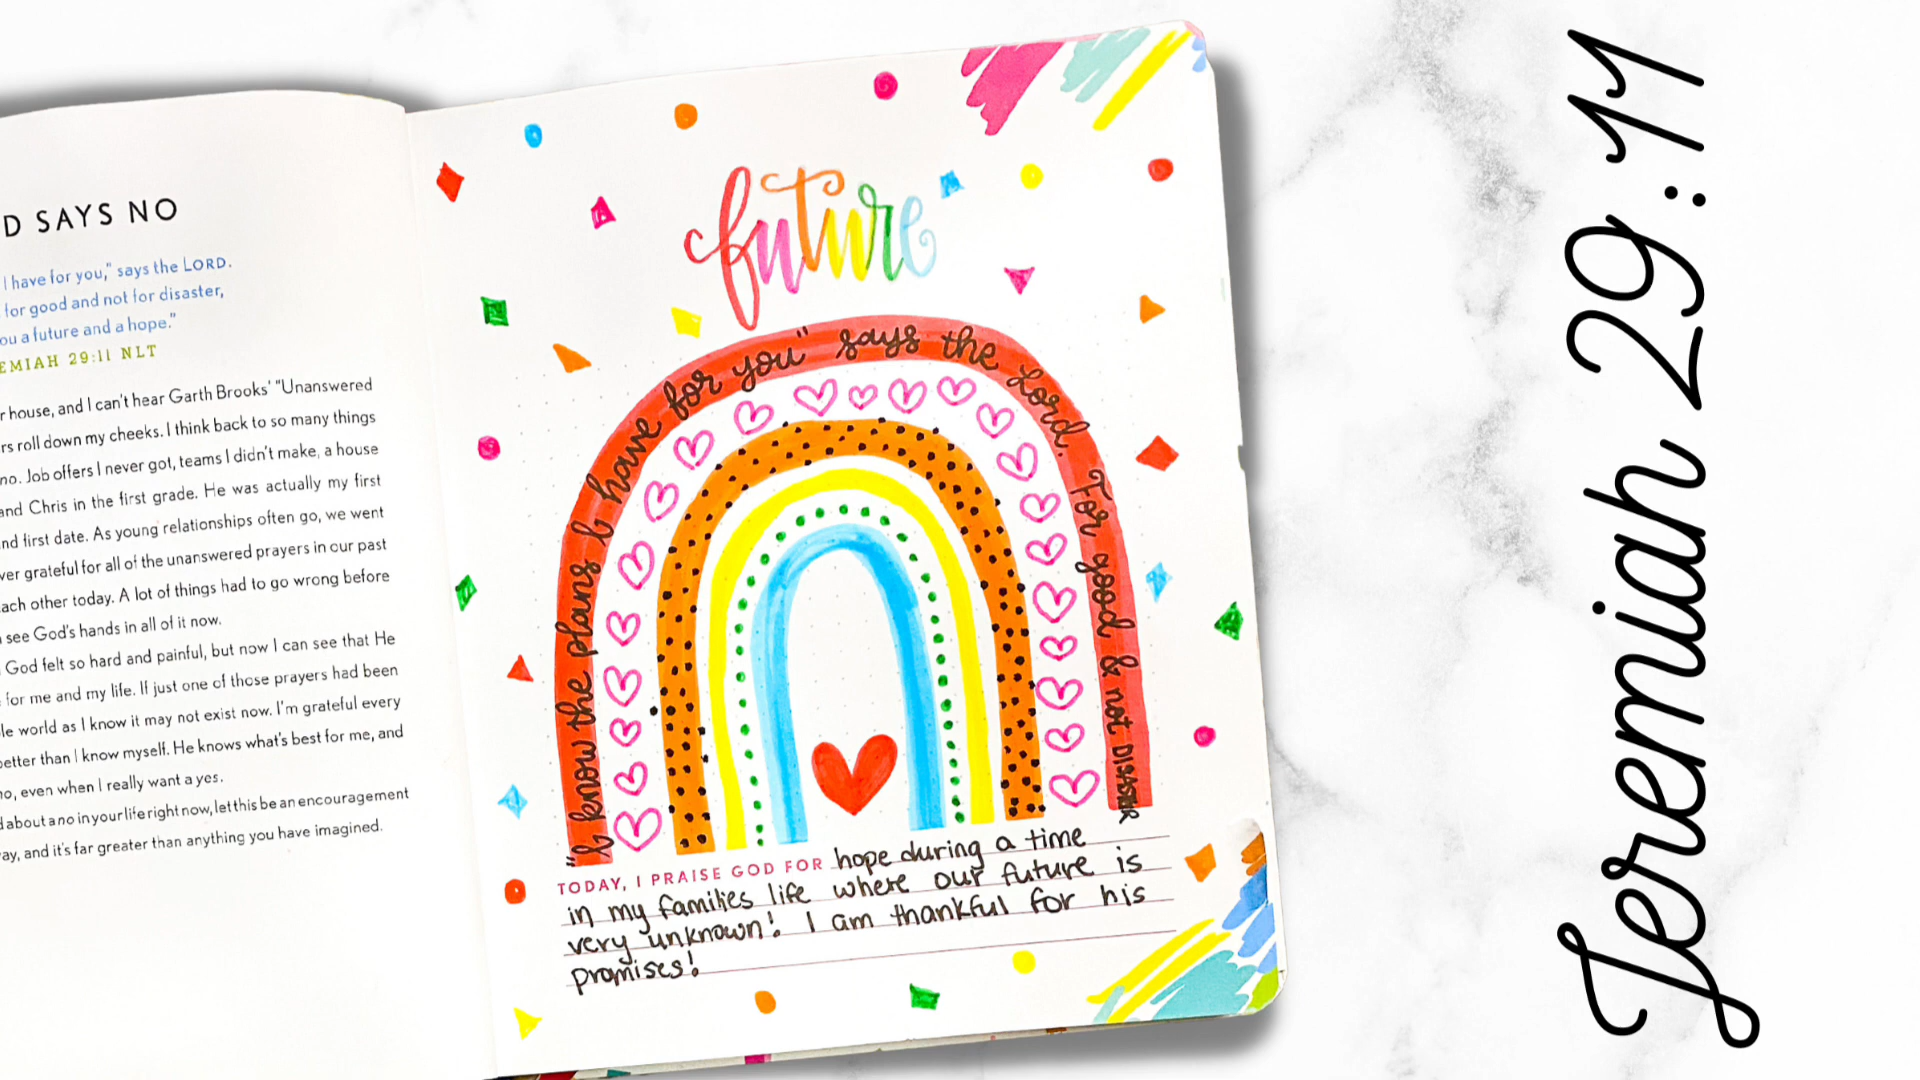 D SAYS NO
I have for you," says the LORD.
for good and not for disaster,
ou a future and a hope."
EMIAH 29:11 NLT
r house, and I can't hear Garth Brooks' "Unanswered
rs roll down my cheeks. I think back to so many things
no. Job offers I never got, teams I didn't make, a house
and Chris in the first grade. He was actually my first
nd first date. As young relationships often go, we went
ver grateful for all of the unanswered prayers in our past
ach other today. A lot of things had to go wrong before
see God's hands in all of it now.
God felt so hard and painful, but now I can see that He
for me and my life. If just one of those prayers had been
le world as I know it may not exist now. I'm grateful every
better than I know myself. He knows what's best for me, and
no, even when I really want a yes.
d about a no in your life right now, let this be an encouragement
ay, and it's far greater than anything you have imagined.
future
"I know the plans I have for you" says the Lord. For good & not DISASTER
TODAY, I PRAISE GOD FOR hope during a time
in my families life where our future is
very unknown! I am thankful for his
promises!
Jeremiah 29:11